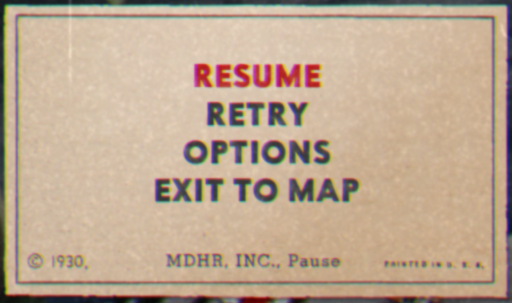 RESUME
RETRY
OPTIONS
EXIT TO MAP
© 1930, MDHR, INC., Pause PRINTED IN U. S. A.